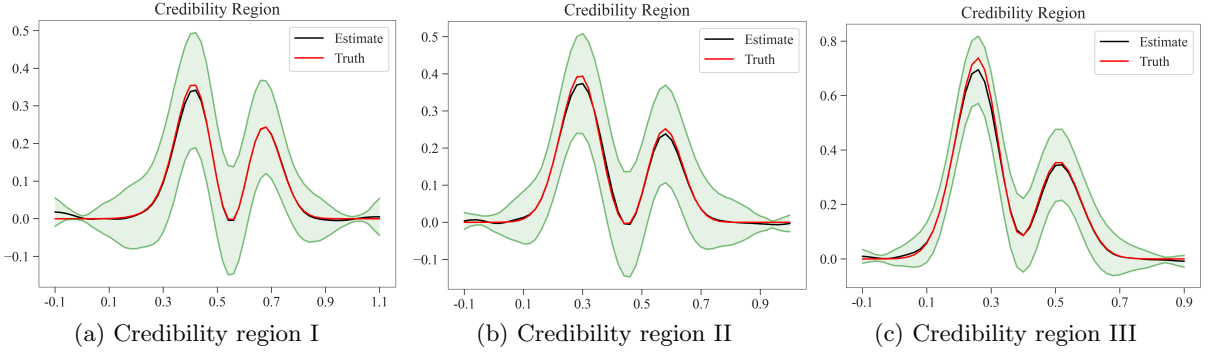 Credibility Region
0.5
0.4
0.3
0.2
0.1
0.0
-0.1
Estimate
Truth
-0.1 0.1 0.3 0.5 0.7 0.9 1.1
(a) Credibility region I
Credibility Region
0.5
0.4
0.3
0.2
0.1
0.0
-0.1
Estimate
Truth
-0.1 0.1 0.3 0.5 0.7 0.9
(b) Credibility region II
Credibility Region
0.8
0.6
0.4
0.2
0.0
Estimate
Truth
-0.1 0.1 0.3 0.5 0.7 0.9
(c) Credibility region III